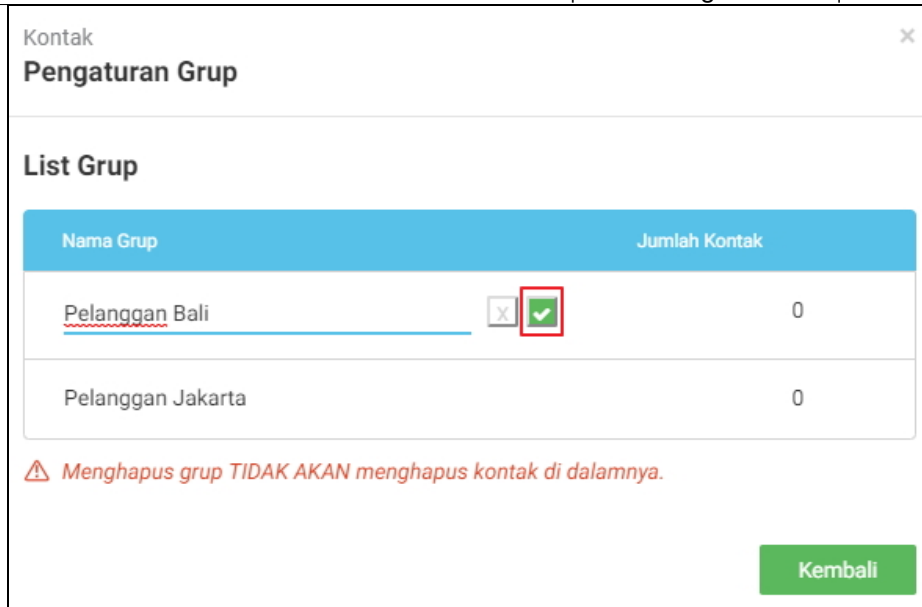 Kontak
×
Pengaturan Grup
List Grup
Nama Grup Jumlah Kontak
Pelanggan Bali X 0
Pelanggan Jakarta 0
Menghapus grup TIDAK AKAN menghapus kontak di dalamnya.
Kembali